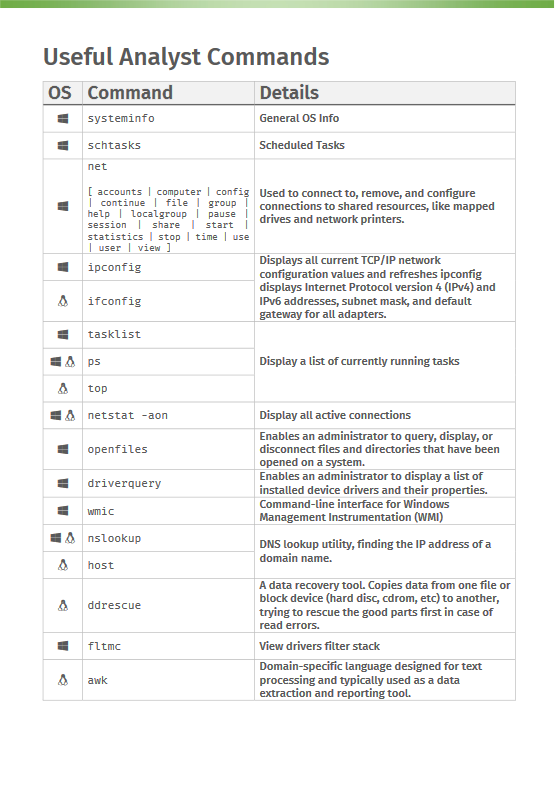 Useful Analyst Commands
OS Command Details
systeminfo General OS Info
schtasks Scheduled Tasks
net
[ accounts | computer | config
| continue | file | group |
help | localgroup | pause |
session | share | start |
statistics | stop | time | use
| user | view ]
Used to connect to, remove, and configure
connections to shared resources, like mapped
drives and network printers.
ipconfig
ifconfig
Displays all current TCP/IP network
configuration values and refreshes ipconfig
displays Internet Protocol version 4 (IPv4) and
IPv6 addresses, subnet mask, and default
gateway for all adapters.
tasklist
ps
top
Display a list of currently running tasks
netstat -aon Display all active connections
openfiles
Enables an administrator to query, display, or
disconnect files and directories that have been
opened on a system.
driverquery
Enables an administrator to display a list of
installed device drivers and their properties.
wmic
Command-line interface for Windows
Management Instrumentation (WMI)
nslookup
host
DNS lookup utility, finding the IP address of a
domain name.
ddrescue
A data recovery tool. Copies data from one file or
block device (hard disc, cdrom, etc) to another,
trying to rescue the good parts first in case of
read errors.
fltmc View drivers filter stack
awk
Domain-specific language designed for text
processing and typically used as a data
extraction and reporting tool.